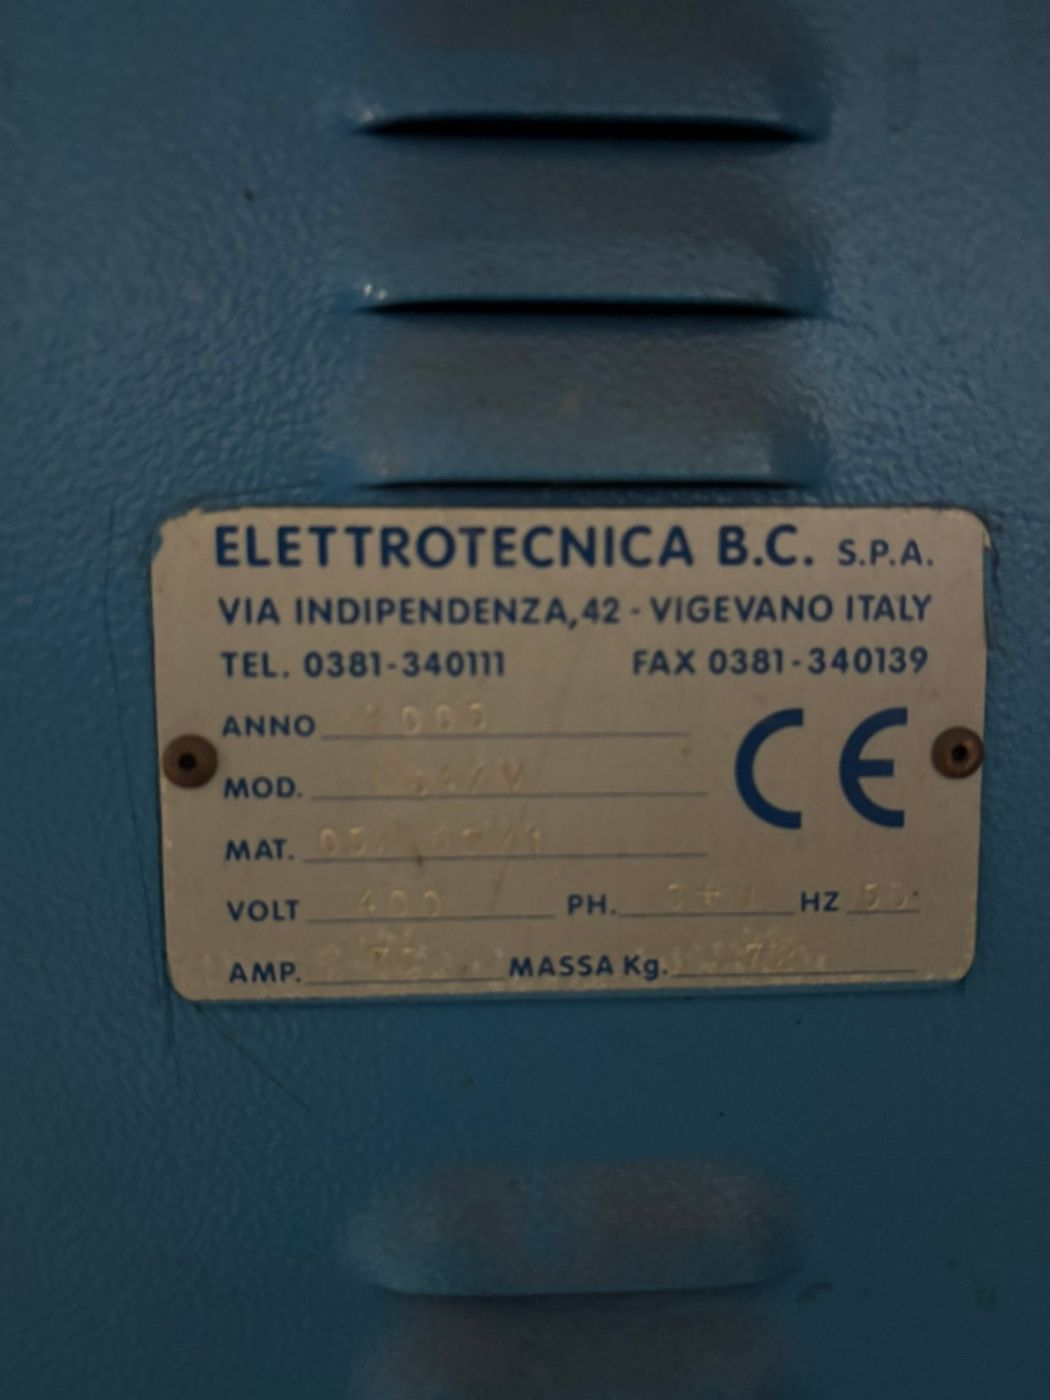 ELETTROTECNICA B.C. S.P.A.
VIA INDIPENDENZA, 42 - VIGEVANO ITALY
TEL. 0381-340111 FAX 0381-340139
ANNO
MOD.
CE
MAT.
VOLT 400 PH. HZ 50
AMP. MASSA Kg.